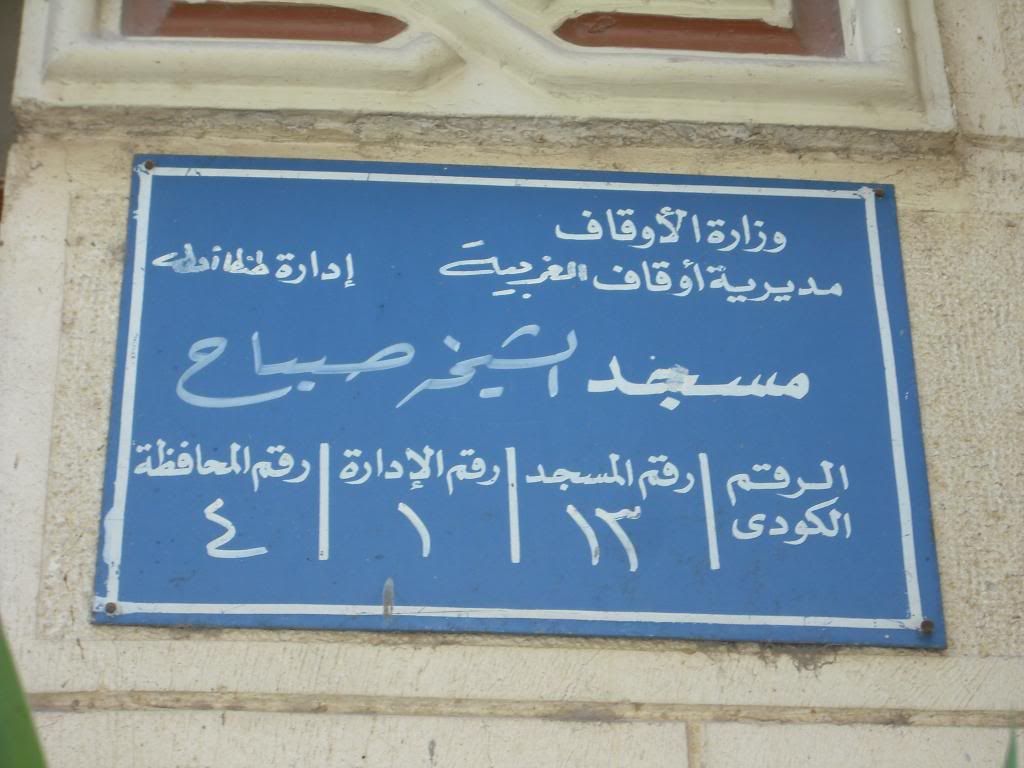 وزارة الأوقاف
مديرية أوقاف الغربية إدارة طنطا أول
مسجد الشيخ صباح
الرقم الكودى
رقم المسجد ١٣
رقم الإدارة ١
رقم المحافظة ٤